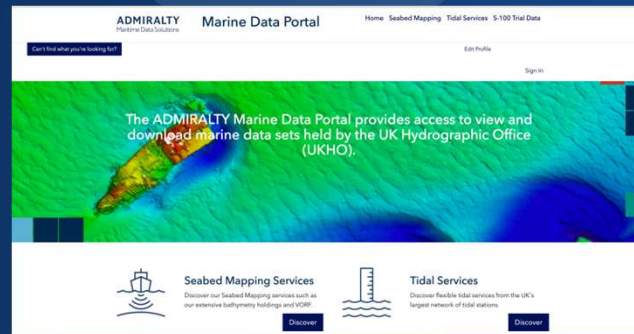 ADMIRALTY
Maritime Data Solutions
Marine Data Portal
Home Seabed Mapping Tidal Services S-100 Trial Data
Can't find what you're looking for?
Edit Profile
Sign In
The ADMIRALTY Marine Data Portal provides access to view and
download marine data sets held by the UK Hydrographic Office
(UKHO).
Seabed Mapping Services
Discover our Seabed Mapping services such as
our extensive bathymetry holdings and VORF.
Discover
Tidal Services
Discover flexible tidal services from the UK's
largest network of tidal stations.
Discover